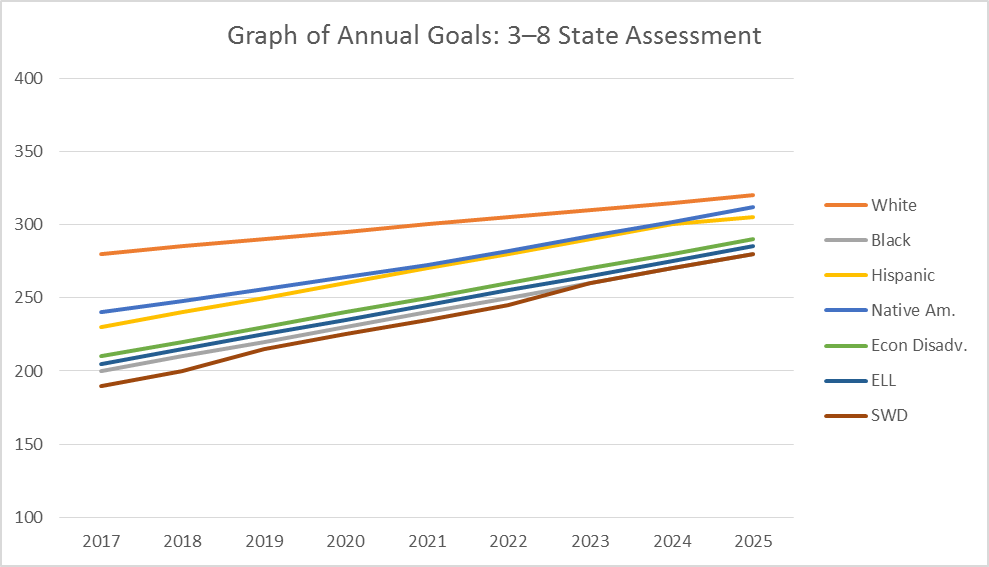 Graph of Annual Goals: 3–8 State Assessment
400
350
300
250
200
150
100
2017 2018 2019 2020 2021 2022 2023 2024 2025
White
Black
Hispanic
Native Am.
Econ Disadv.
ELL
SWD